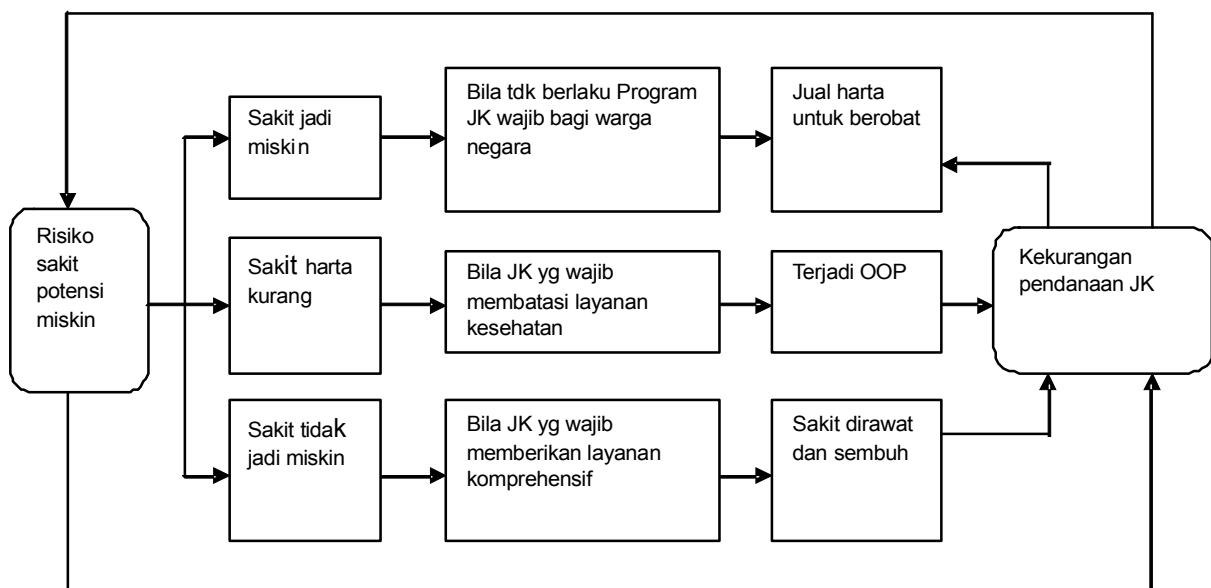 Risiko
sakit
potensi
miskin
Sakit jadi
miskin
Bila tdk berlaku Program
JK wajib bagi warga
negara
Jual harta
untuk berobat
Sakit harta
kurang
Bila JK yg wajib
membatasi layanan
kesehatan
Terjadi OOP
Sakit tidak
jadi miskin
Bila JK yg wajib
memberikan layanan
komprehensif
Sakit dirawat
dan sembuh
Kekurangan
pendanaan JK